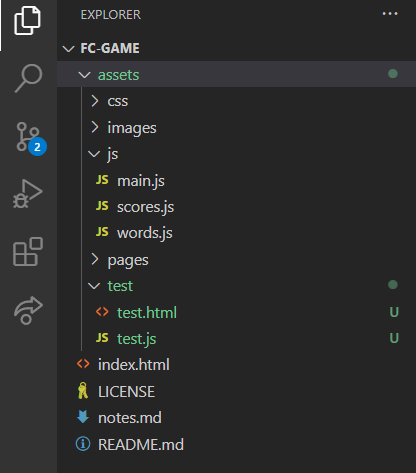 EXPLORER
FC-GAME
assets
css
images
js
2
JS main.js
JS scores.js
JS words.js
pages
test
<> test.html U
JS test.js U
<> index.html
LICENSE
notes.md
README.md